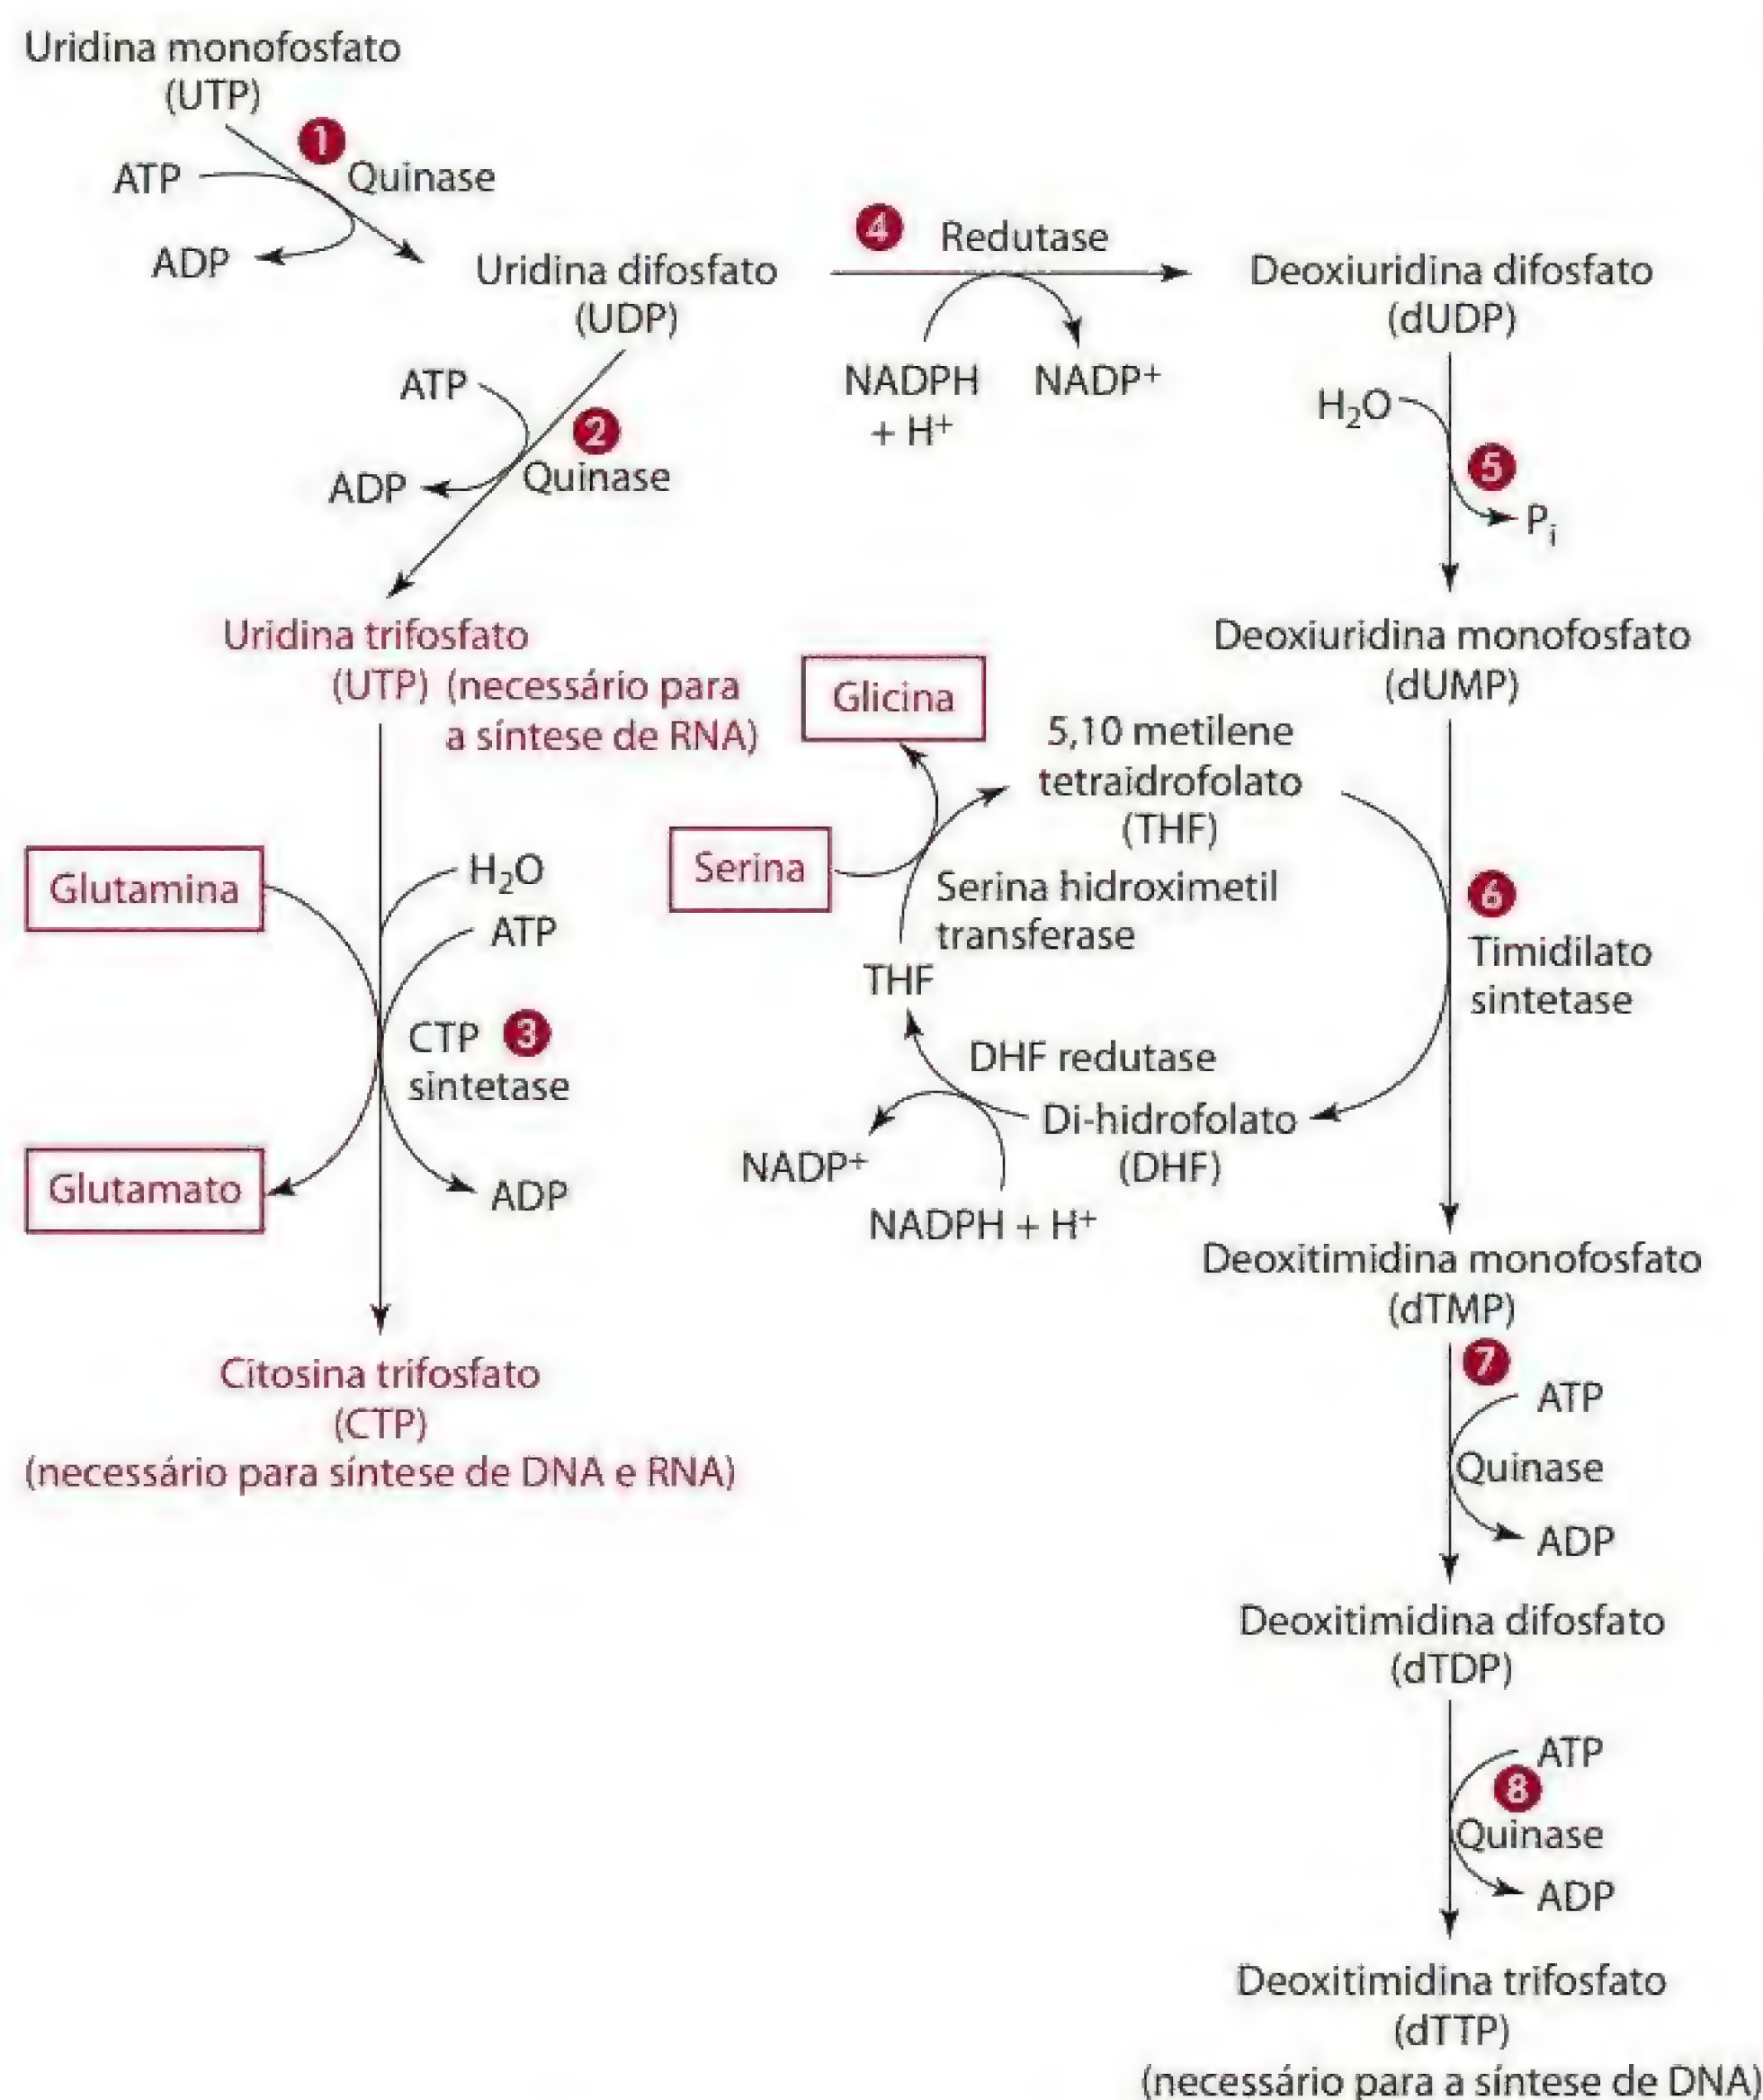 Uridina monofosfato
(UTP)
1
ATP
Quinase
ADP
Uridina difosfato
(UDP)
4
Redutase
NADPH
+ H⁺
NADP⁺
Deoxiuridina difosfato
(dUDP)
ATP
2
Quinase
ADP
H₂O
5
Pᵢ
Uridina trifosfato
(UTP) (necessário para
a síntese de RNA)
Deoxiuridina monofosfato
(dUMP)
Glicina
5,10 metilene
tetraidrofolato
(THF)
Serina
Serina hidroximetil
transferase
THF
6
Timidilato
sintetase
Glutamina
H₂O
ATP
CTP 3
sintetase
Glutamato
ADP
DHF redutase
Di-hidrofolato
(DHF)
NADP⁺
NADPH + H⁺
Deoxitimidina monofosfato
(dTMP)
Citosina trifosfato
(CTP)
(necessário para síntese de DNA e RNA)
7
ATP
Quinase
ADP
Deoxitimidina difosfato
(dTDP)
ATP
8
Quinase
ADP
Deoxitimidina trifosfato
(dTTP)
(necessário para a síntese de DNA)